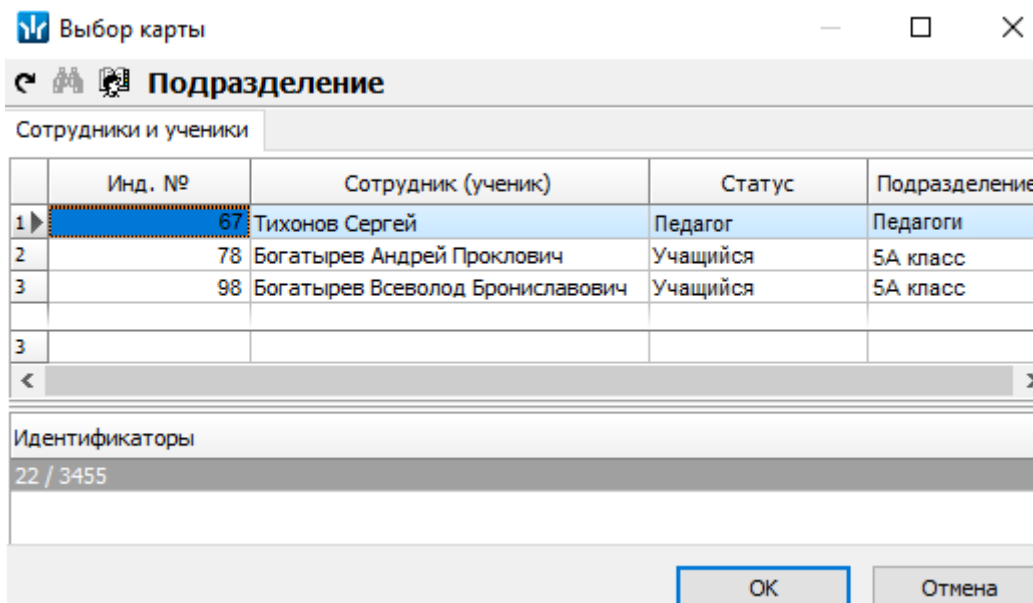 Выбор карты
Подразделение
Сотрудники и ученики
Инд. № Сотрудник (ученик) Статус Подразделение
1 67 Тихонов Сергей Педагог Педагоги
2 78 Богатырев Андрей Проклович Учащийся 5А класс
3 98 Богатырев Всеволод Брониславович Учащийся 5А класс
3
Идентификаторы
22 / 3455
ОК Отмена